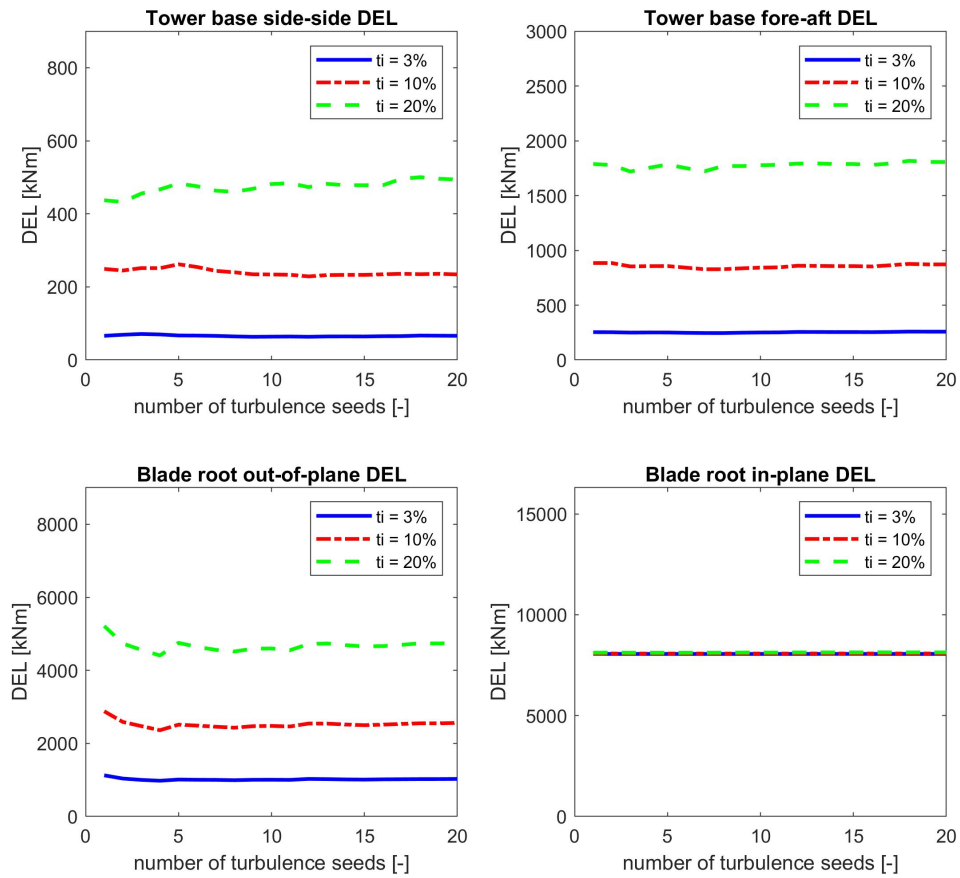 Tower base side-side DEL
800
600
400
200
0
DEL [kNm]
ti = 3%
ti = 10%
ti = 20%
0 5 10 15 20
number of turbulence seeds [-]
Tower base fore-aft DEL
3000
2500
2000
1500
1000
500
0
DEL [kNm]
ti = 3%
ti = 10%
ti = 20%
0 5 10 15 20
number of turbulence seeds [-]
Blade root out-of-plane DEL
8000
6000
4000
2000
0
DEL [kNm]
ti = 3%
ti = 10%
ti = 20%
0 5 10 15 20
number of turbulence seeds [-]
Blade root in-plane DEL
15000
10000
5000
0
DEL [kNm]
ti = 3%
ti = 10%
ti = 20%
0 5 10 15 20
number of turbulence seeds [-]